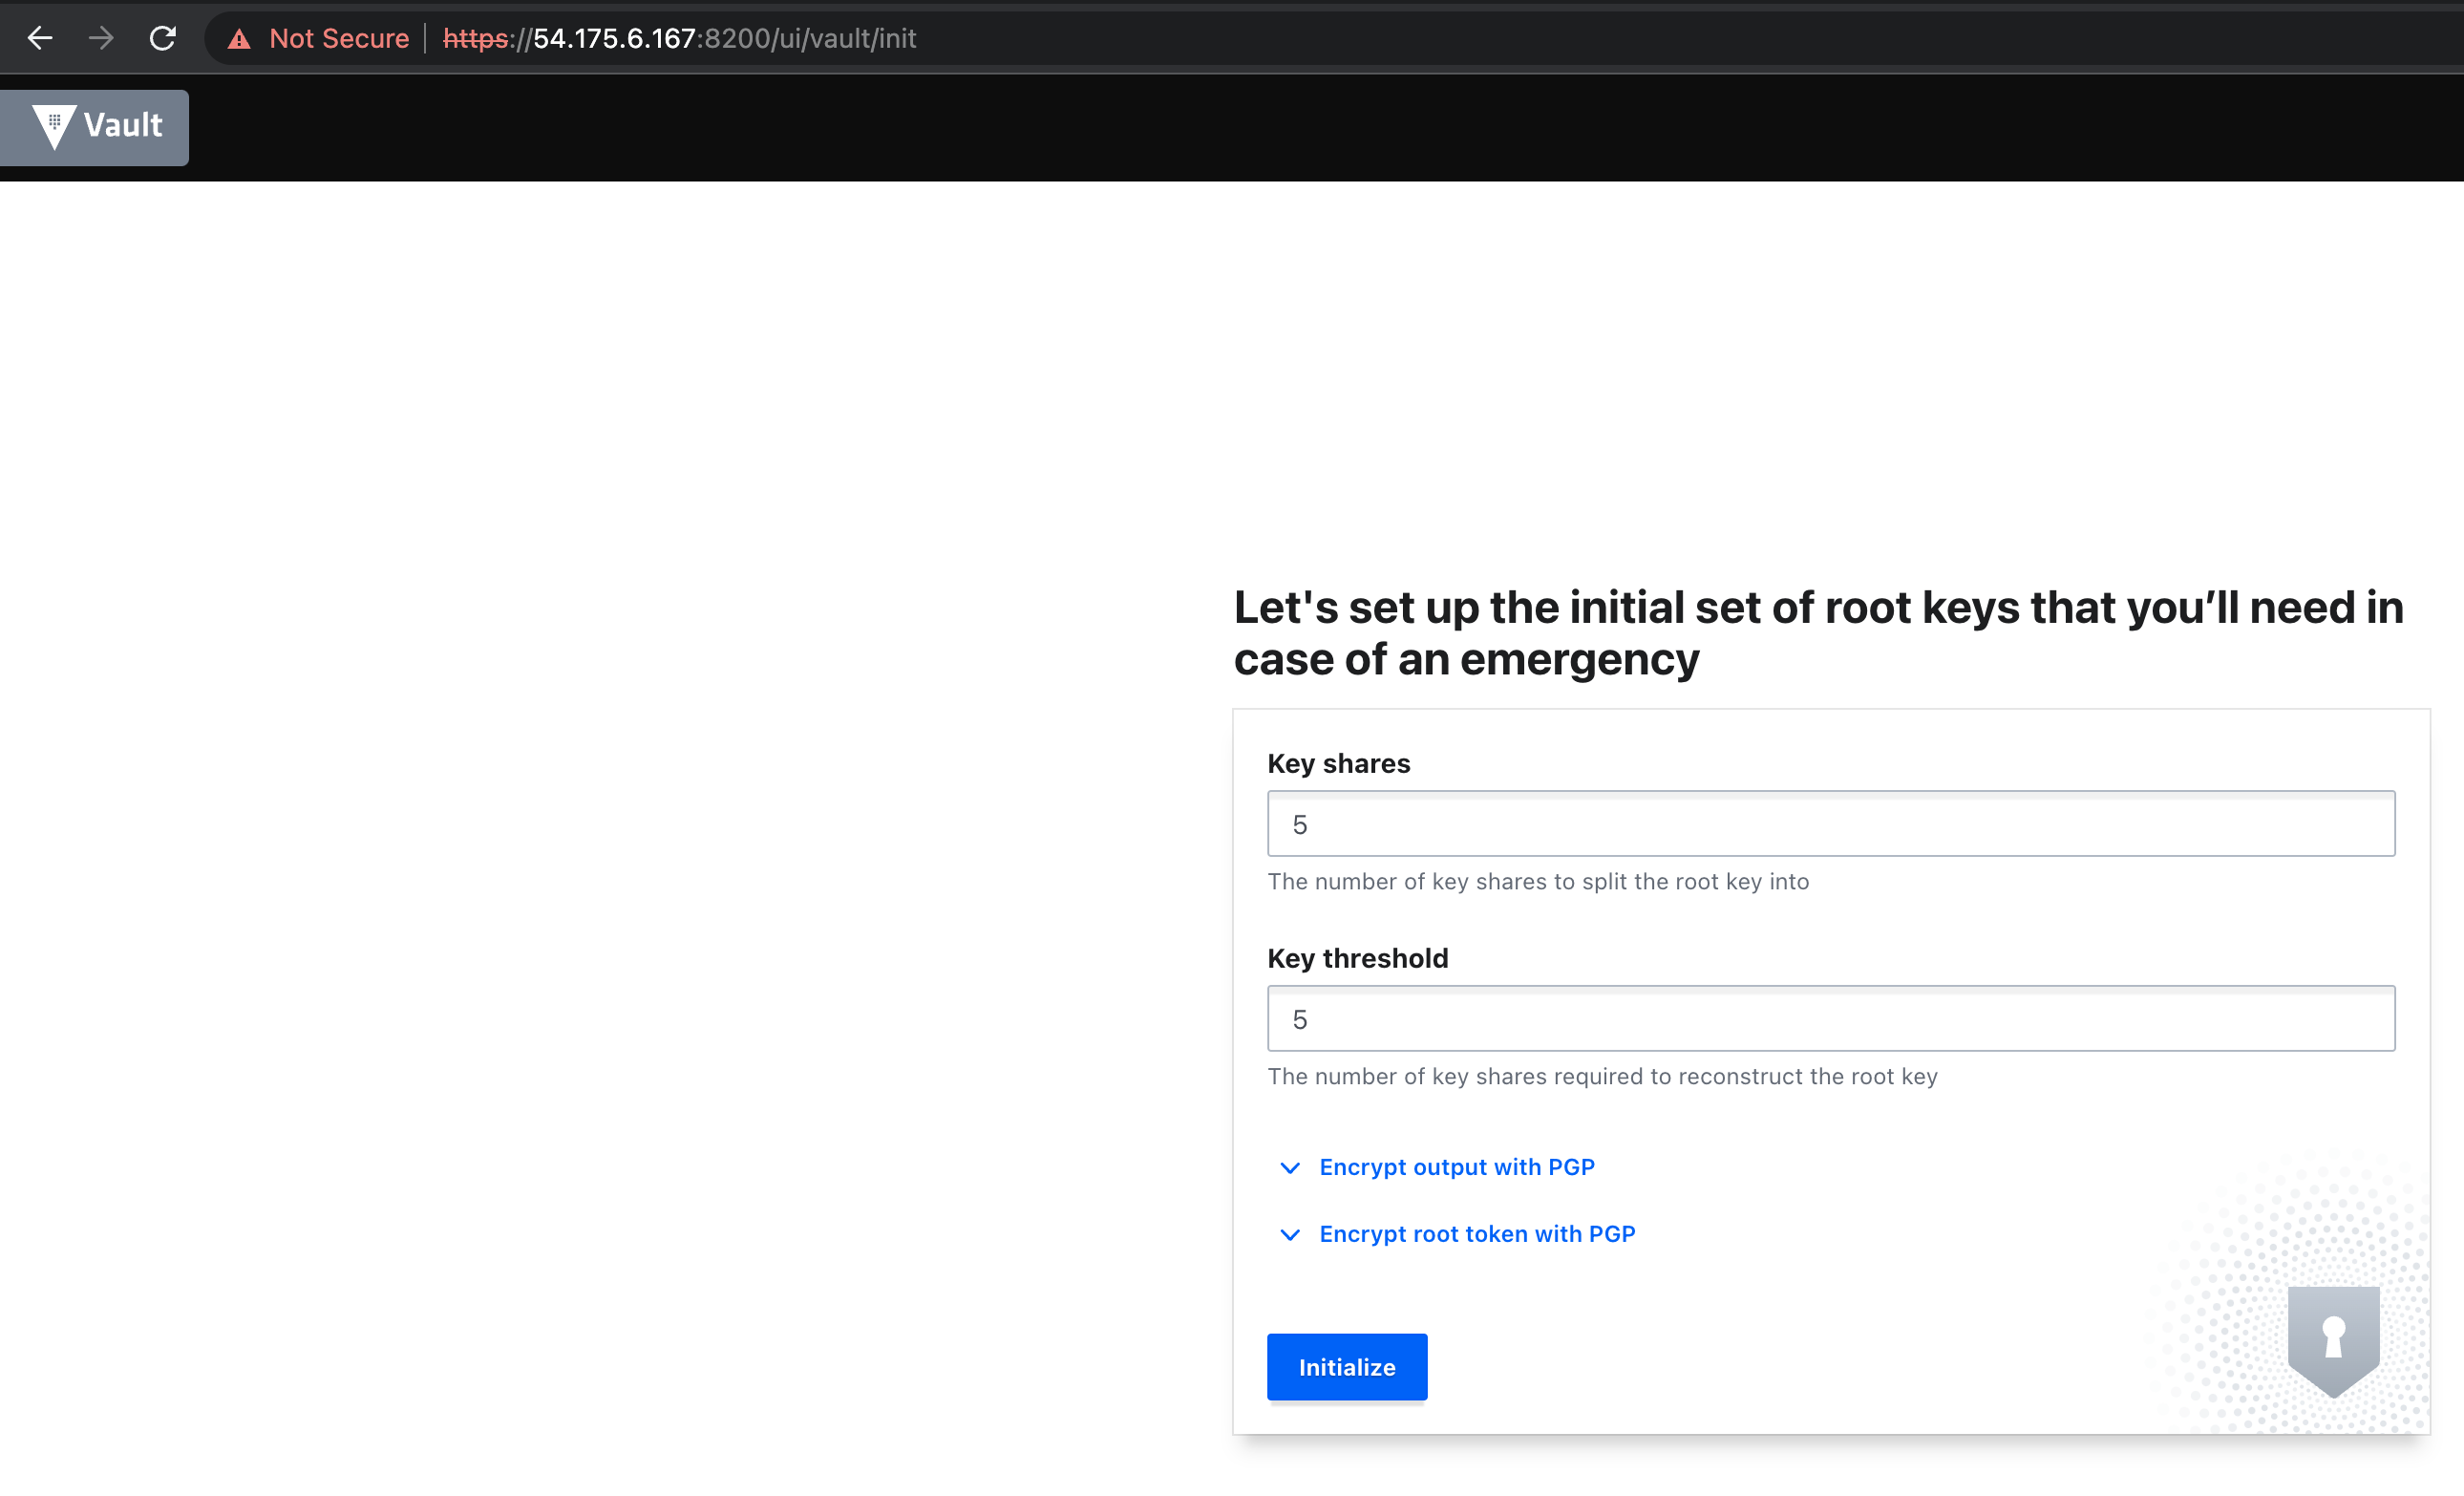 Not Secure https://54.175.6.167:8200/ui/vault/init
Vault
Let's set up the initial set of root keys that you’ll need in
case of an emergency
Key shares
5
The number of key shares to split the root key into
Key threshold
5
The number of key shares required to reconstruct the root key
Encrypt output with PGP
Encrypt root token with PGP
Initialize